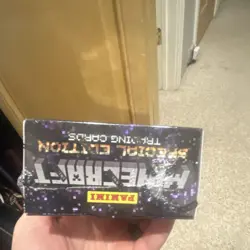 PANINI
MINECRAFT
TRADING CARDS
SPECIAL EDITION